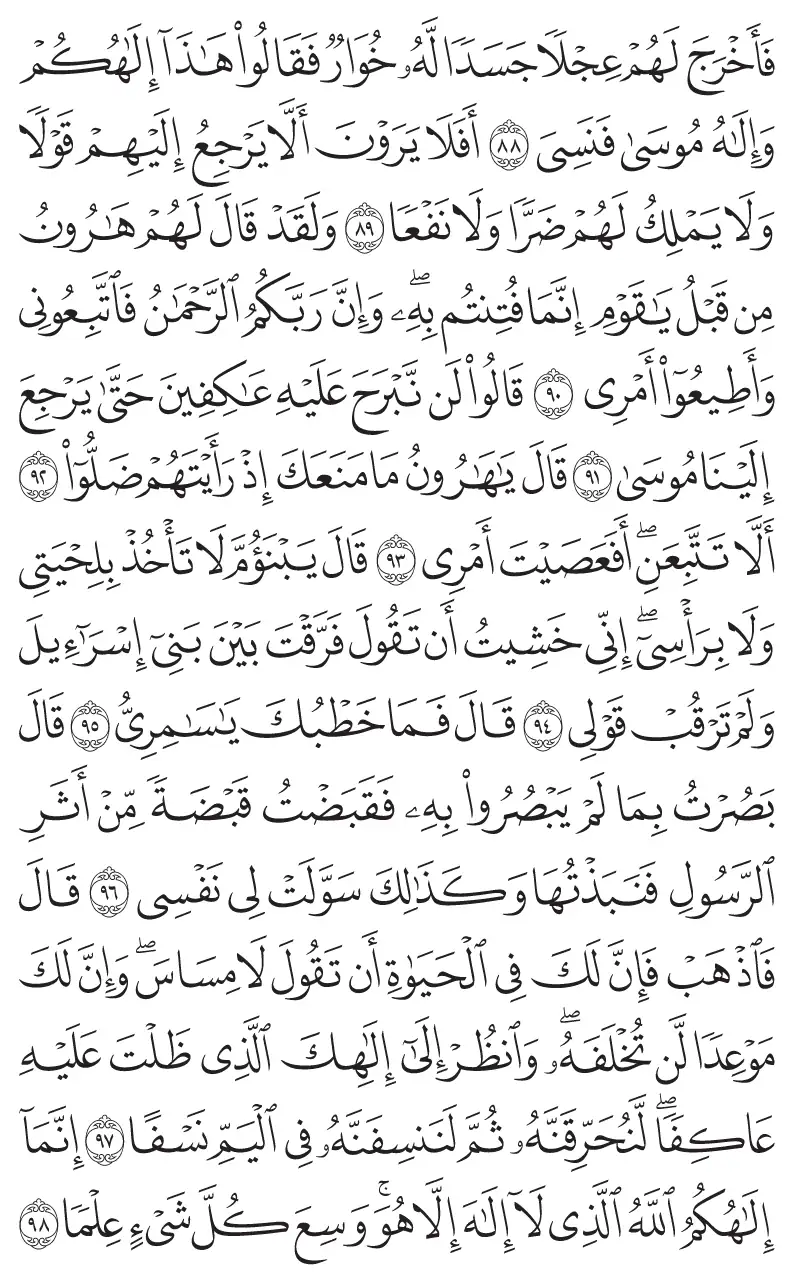 فَأَخْرَجَ لَهُمْ عِجْلًا جَسَدًا لَّهُۥ خُوَارٌ فَقَالُوا۟ هَٰذَآ إِلَٰهُكُمْ
وَإِلَٰهُ مُوسَىٰ فَنَسِىَ ٨٨ أَفَلَا يَرَوْنَ أَلَّا يَرْجِعُ إِلَيْهِمْ قَوْلًا
وَلَا يَمْلِكُ لَهُمْ ضَرًّا وَلَا نَفْعًا ٨٩ وَلَقَدْ قَالَ لَهُمْ هَٰرُونُ
مِن قَبْلُ يَٰقَوْمِ إِنَّمَا فُتِنتُم بِهِۦۖ وَإِنَّ رَبَّكُمُ ٱلرَّحْمَٰنُ فَٱتَّبِعُونِى
وَأَطِيعُوٓا۟ أَمْرِى ٩٠ قَالُوا۟ لَن نَّبْرَحَ عَلَيْهِ عَٰكِفِينَ حَتَّىٰ يَرْجِعَ
إِلَيْنَا مُوسَىٰ ٩١ قَالَ يَٰهَٰرُونُ مَا مَنَعَكَ إِذْ رَأَيْتَهُمْ ضَلُّوٓا۟ ٩٢
أَلَّا تَتَّبِعَنِۖ أَفَعَصَيْتَ أَمْرِى ٩٣ قَالَ يَبْنَؤُمَّ لَا تَأْخُذْ بِلِحْيَتِى
وَلَا بِرَأْسِىٓۖ إِنِّى خَشِيتُ أَن تَقُولَ فَرَّقْتَ بَيْنَ بَنِىٓ إِسْرَٰٓءِيلَ
وَلَمْ تَرْقُبْ قَوْلِى ٩٤ قَالَ فَمَا خَطْبُكَ يَٰسَٰمِرِىُّ ٩٥ قَالَ
بَصُرْتُ بِمَا لَمْ يَبْصُرُوا۟ بِهِۦ فَقَبَضْتُ قَبْضَةً مِّنْ أَثَرِ
ٱلرَّسُولِ فَنَبَذْتُهَا وَكَذَٰلِكَ سَوَّلَتْ لِى نَفْسِى ٩٦ قَالَ
فَٱذْهَبْ فَإِنَّ لَكَ فِى ٱلْحَيَوٰةِ أَن تَقُولَ لَا مِسَاسَۖ وَإِنَّ لَكَ
مَوْعِدًا لَّن تُخْلَفَهُۥۖ وَٱنظُرْ إِلَىٰٓ إِلَٰهِكَ ٱلَّذِى ظَلْتَ عَلَيْهِ
عَاكِفًاۖ لَّنُحَرِّقَنَّهُۥ ثُمَّ لَنَنسِفَنَّهُۥ فِى ٱلْيَمِّ نَسْفًا ٩٧ إِنَّمَآ
إِلَٰهُكُمُ ٱللَّهُ ٱلَّذِى لَآ إِلَٰهَ إِلَّا هُوَۚ وَسِعَ كُلَّ شَىْءٍ عِلْمًا ٩٨